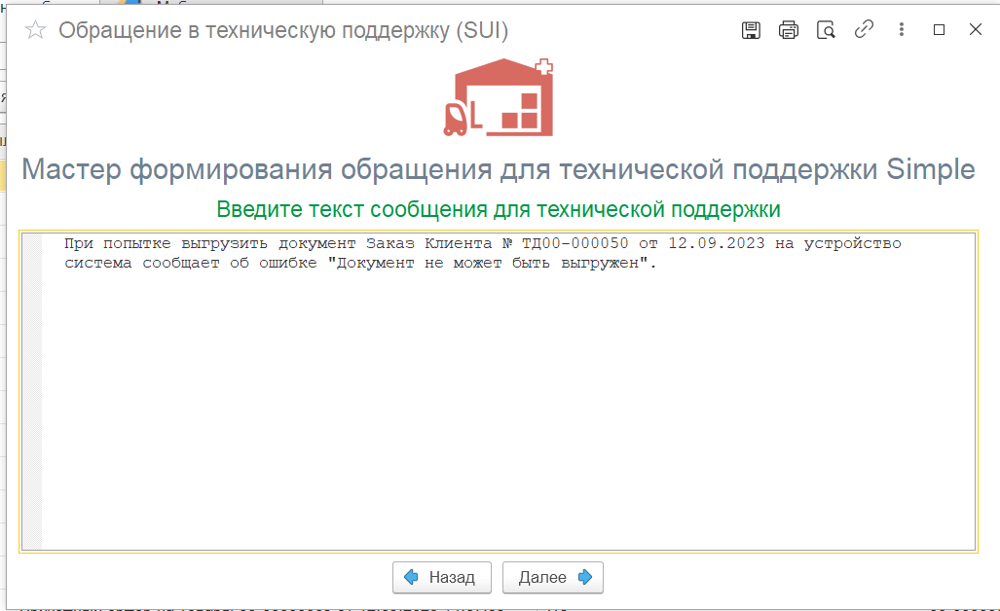 Обращение в техническую поддержку (SUI)
Мастер формирования обращения для технической поддержки Simple
Введите текст сообщения для технической поддержки
При попытке выгрузить документ Заказ Клиента № ТД00-000050 от 12.09.2023 на устройство
система сообщает об ошибке "Документ не может быть выгружен".
Назад
Далее